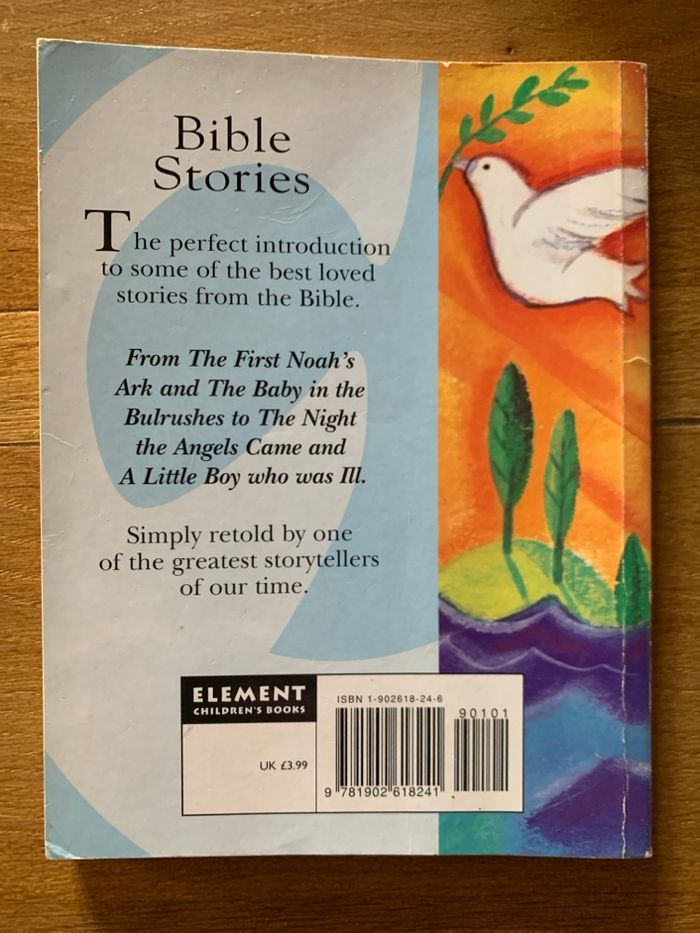 Bible
Stories
The perfect introduction
to some of the best loved
stories from the Bible.
From The First Noah's
Ark and The Baby in the
Bulrushes to The Night
the Angels Came and
A Little Boy who was Ill.
Simply retold by one
of the greatest storytellers
of our time.
ELEMENT
CHILDREN'S BOOKS
UK £3.99
ISBN 1-902618-24-6
90101
9 781902 618241